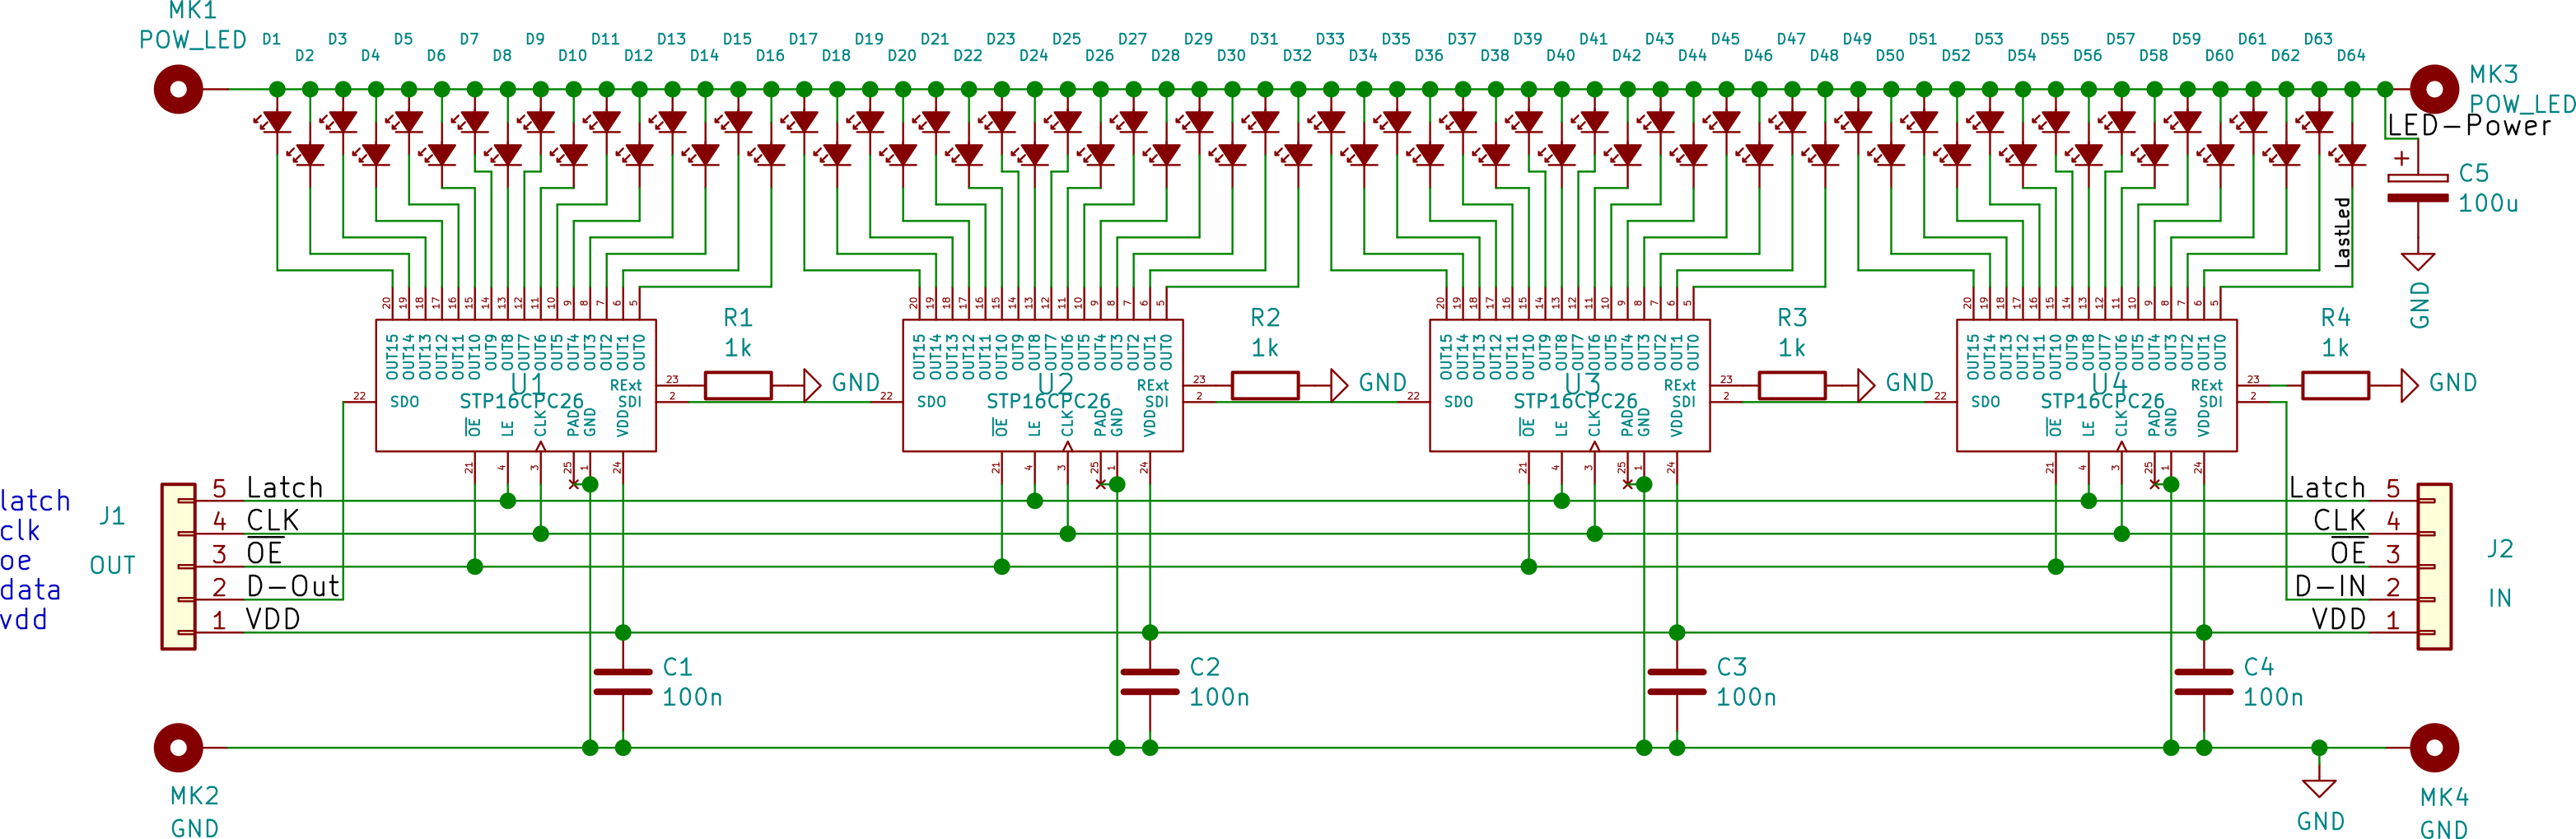 MK1
POW_LED
D1 D3 D5 D7 D9 D11 D13 D15 D17 D19 D21 D23 D25 D27 D29 D31 D33 D35 D37 D39 D41 D43 D45 D47 D49 D51 D53 D55 D57 D59 D61 D63
D2 D4 D6 D8 D10 D12 D14 D16 D18 D20 D22 D24 D26 D28 D30 D32 D34 D36 D38 D40 D42 D44 D46 D48 D50 D52 D54 D56 D58 D60 D62 D64
MK3
POW_LED
LED-Power
+
C5
100u
GND
LastLed
20 19 18 17 16 15 14 13 12 11 10 9 8 7 6 5
OUT15 OUT14 OUT13 OUT12 OUT11 OUT10 OUT9 OUT8 OUT7 OUT6 OUT5 OUT4 OUT3 OUT2 OUT1 OUT0
U1
STP16CPC26
RExt 23
SDI 2
22 SDO
OE LE CLK PAD GND VDD
21 4 3 25 1 24
R1
1k
GND
20 19 18 17 16 15 14 13 12 11 10 9 8 7 6 5
OUT15 OUT14 OUT13 OUT12 OUT11 OUT10 OUT9 OUT8 OUT7 OUT6 OUT5 OUT4 OUT3 OUT2 OUT1 OUT0
U2
STP16CPC26
RExt 23
SDI 2
22 SDO
OE LE CLK PAD GND VDD
21 4 3 25 1 24
R2
1k
GND
20 19 18 17 16 15 14 13 12 11 10 9 8 7 6 5
OUT15 OUT14 OUT13 OUT12 OUT11 OUT10 OUT9 OUT8 OUT7 OUT6 OUT5 OUT4 OUT3 OUT2 OUT1 OUT0
U3
STP16CPC26
RExt 23
SDI 2
22 SDO
OE LE CLK PAD GND VDD
21 4 3 25 1 24
R3
1k
GND
20 19 18 17 16 15 14 13 12 11 10 9 8 7 6 5
OUT15 OUT14 OUT13 OUT12 OUT11 OUT10 OUT9 OUT8 OUT7 OUT6 OUT5 OUT4 OUT3 OUT2 OUT1 OUT0
U4
STP16CPC26
RExt 23
SDI 2
22 SDO
OE LE CLK PAD GND VDD
21 4 3 25 1 24
R4
1k
GND
latch
clk
oe
data
vdd
J1
OUT
5 Latch
4 CLK
3 OE
2 D-Out
1 VDD
Latch 5
CLK 4
OE 3
D-IN 2
VDD 1
J2
IN
C1
100n
C2
100n
C3
100n
C4
100n
MK2
GND
GND
MK4
GND